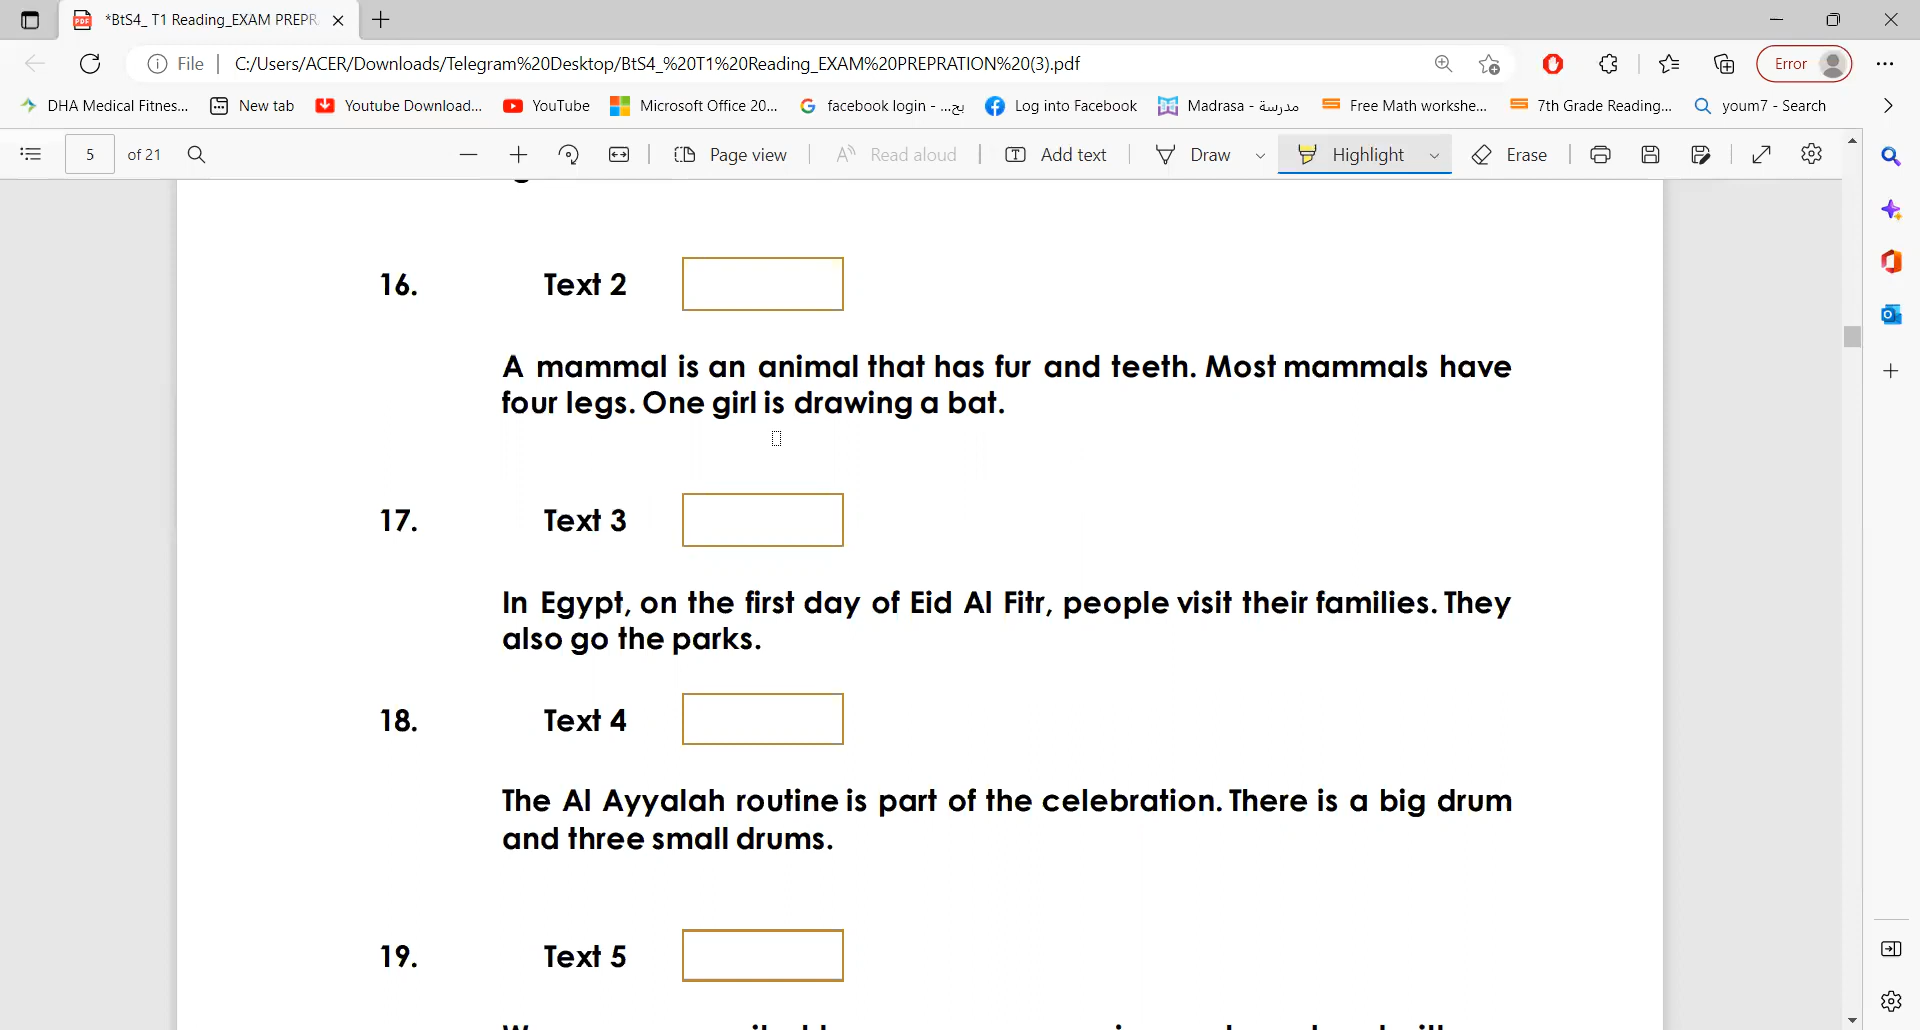 *BtS4_ T1 Reading_EXAM PREPR
File
C:/Users/ACER/Downloads/Telegram%20Desktop/BtS4_%20T1%20Reading_EXAM%20PREPRATION%20(3).pdf
Error
DHA Medical Fitnes... New tab Youtube Download... YouTube Microsoft Office 20... facebook login - ...بح Log into Facebook Madrasa - مدرسة Free Math workshe... 7th Grade Reading... youm7 - Search
5 of 21 Page view Read aloud Add text Draw Highlight Erase
16. Text 2
A mammal is an animal that has fur and teeth. Most mammals have
four legs. One girl is drawing a bat.
17. Text 3
In Egypt, on the first day of Eid Al Fitr, people visit their families. They
also go the parks.
18. Text 4
The Al Ayyalah routine is part of the celebration. There is a big drum
and three small drums.
19. Text 5